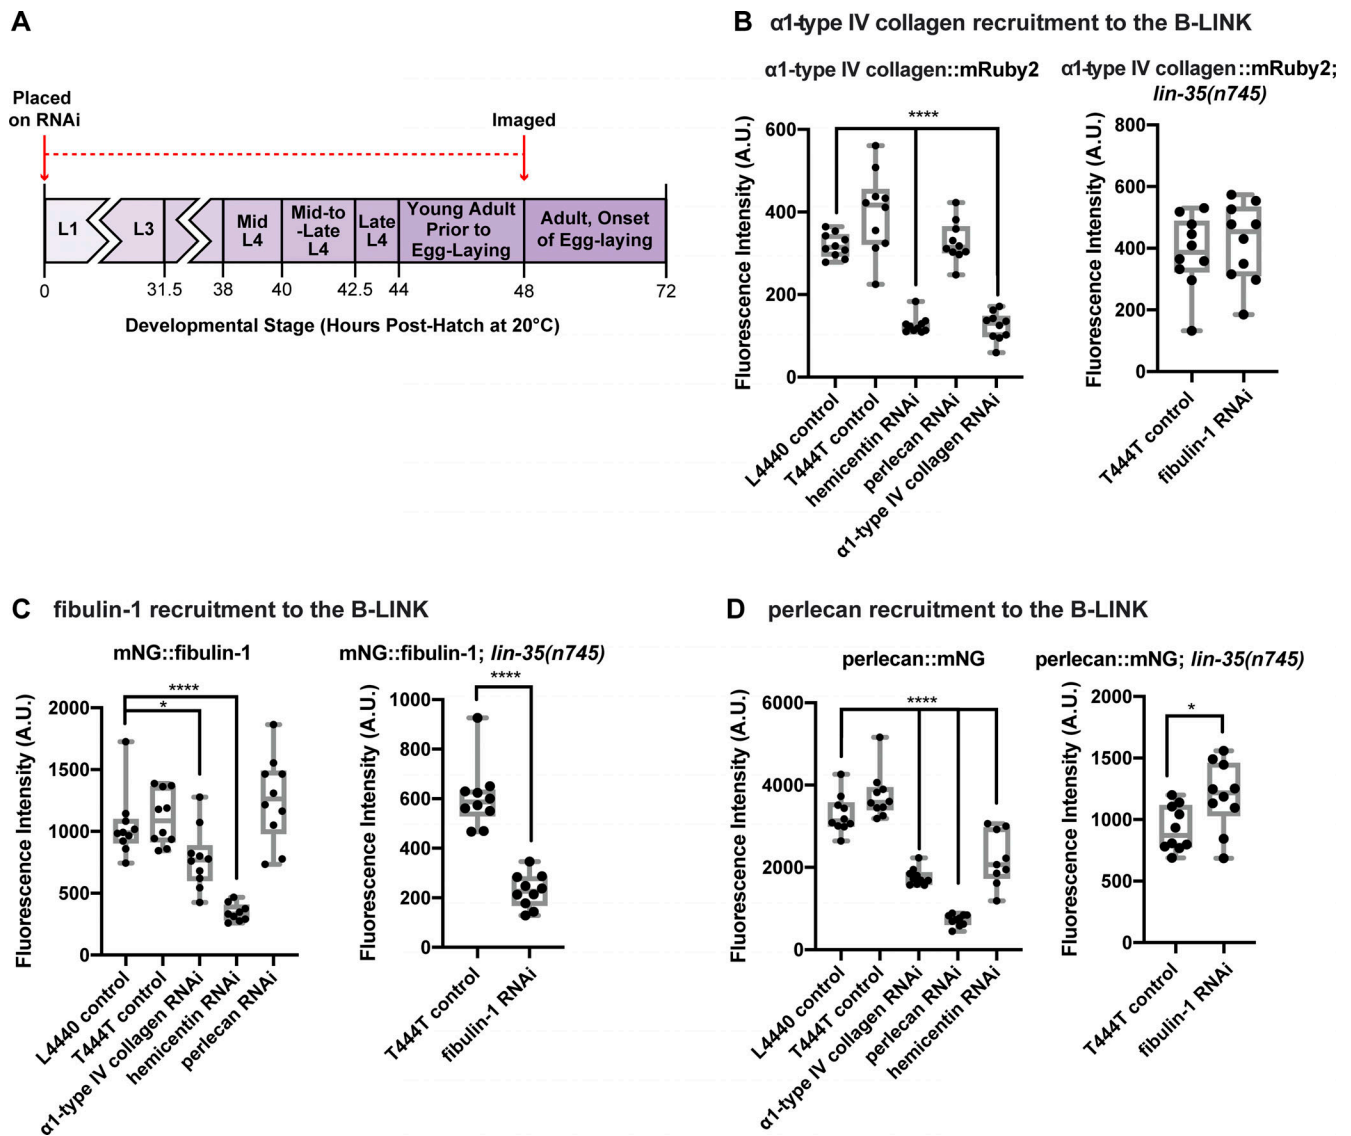 A
Placed
on RNAi
Imaged
L1
L3
Mid
L4
Mid-to
-Late
L4
Late
L4
Young Adult
Prior to
Egg-Laying
Adult, Onset
of Egg-laying
0
31.5
38
40
42.5
44
48
72
Developmental Stage (Hours Post-Hatch at 20°C)
B α1-type IV collagen recruitment to the B-LINK
α1-type IV collagen::mRuby2
****
Fluorescence Intensity (A.U.)
600
400
200
0
L4440 control
T444T control
hemicentin RNAi
perlecan RNAi
α1-type IV collagen RNAi
α1-type IV collagen::mRuby2;
lin-35(n745)
Fluorescence Intensity (A.U.)
800
600
400
200
0
T444T control
fibulin-1 RNAi
C fibulin-1 recruitment to the B-LINK
mNG::fibulin-1
****
*
Fluorescence Intensity (A.U.)
2000
1500
1000
500
0
L4440 control
T444T control
α1-type IV collagen RNAi
hemicentin RNAi
perlecan RNAi
mNG::fibulin-1; lin-35(n745)
****
Fluorescence Intensity (A.U.)
1000
800
600
400
200
0
T444T control
fibulin-1 RNAi
D perlecan recruitment to the B-LINK
perlecan::mNG
****
Fluorescence Intensity (A.U.)
6000
4000
2000
0
L4440 control
T444T control
α1-type IV collagen RNAi
perlecan RNAi
hemicentin RNAi
perlecan::mNG; lin-35(n745)
*
Fluorescence Intensity (A.U.)
2000
1500
1000
500
0
T444T control
fibulin-1 RNAi